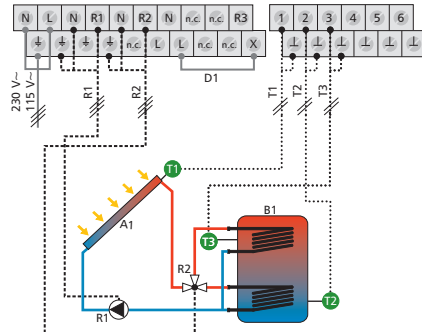 N L N R1 N R2 N n.c. n.c. R3
n.c. L L n.c. n.c. X
1 2 3 4 5 6
D1
230 V~
115 V~
R1
R2
T1
T2
T3
T1
A1
B1
R2
T3
T2
R1